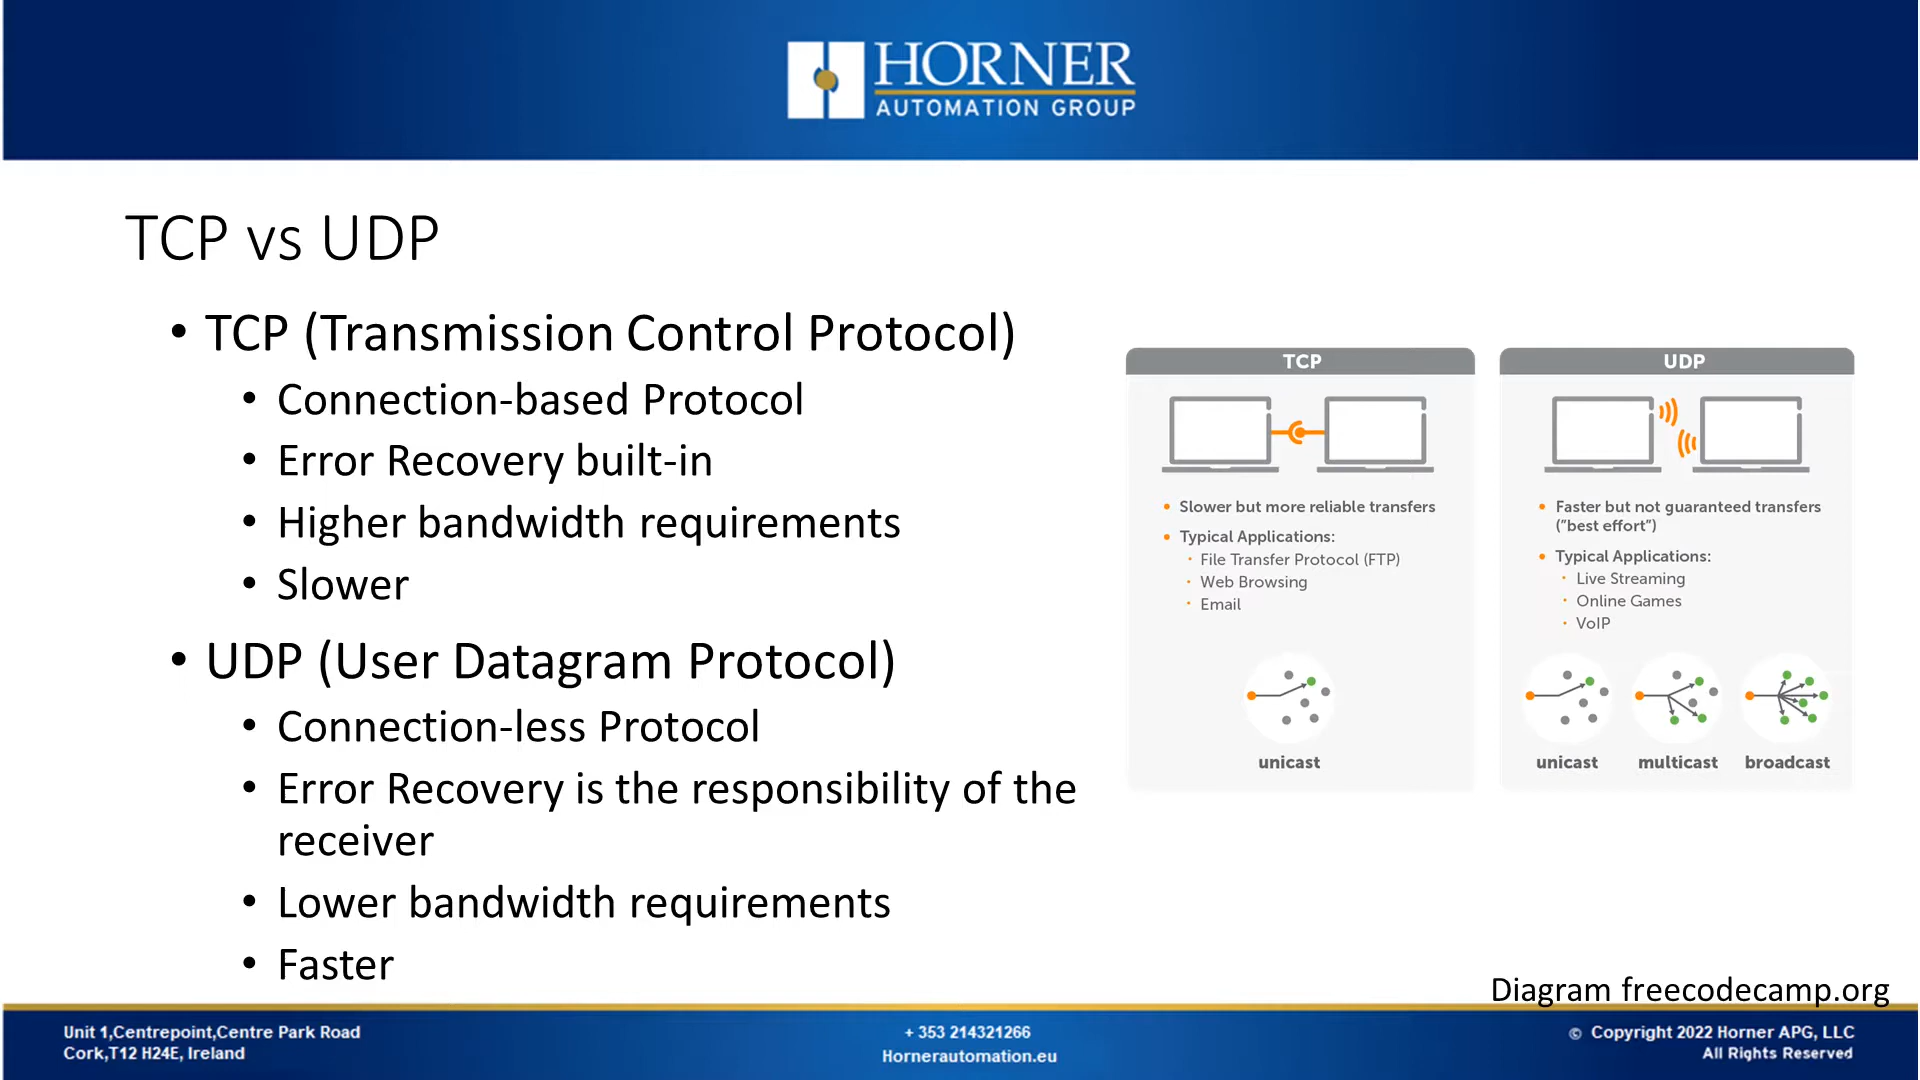 HORNER
AUTOMATION GROUP
TCP vs UDP
• TCP (Transmission Control Protocol)
• Connection-based Protocol
• Error Recovery built-in
• Higher bandwidth requirements
• Slower
• UDP (User Datagram Protocol)
• Connection-less Protocol
• Error Recovery is the responsibility of the
receiver
• Lower bandwidth requirements
• Faster
TCP
• Slower but more reliable transfers
• Typical Applications:
· File Transfer Protocol (FTP)
· Web Browsing
· Email
unicast
UDP
• Faster but not guaranteed transfers
("best effort")
• Typical Applications:
· Live Streaming
· Online Games
· VoIP
unicast multicast broadcast
Diagram freecodecamp.org
Unit 1,Centrepoint,Centre Park Road
Cork,T12 H24E, Ireland
+ 353 214321266
Hornerautomation.eu
© Copyright 2022 Horner APG, LLC
All Rights Reserved